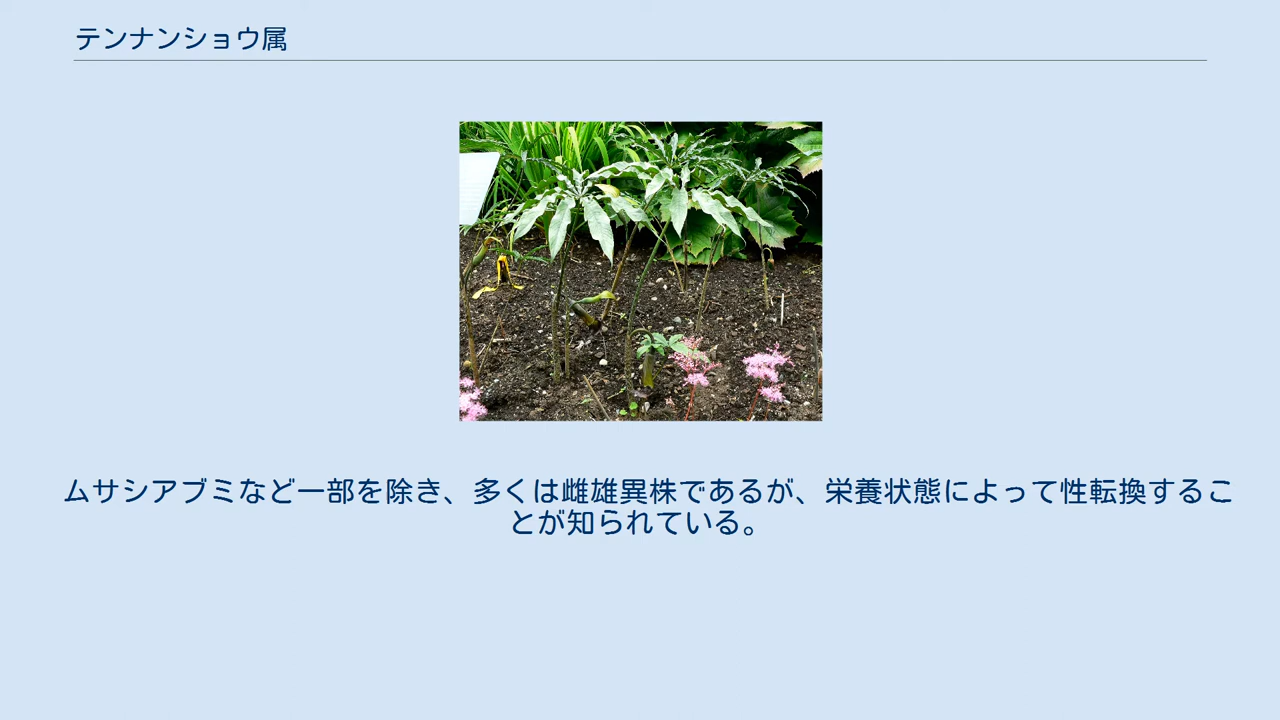 テンナンショウ属
ムサシアブミなど一部を除き、多くは雌雄異株であるが、栄養状態によって性転換するこ
とが知られている。